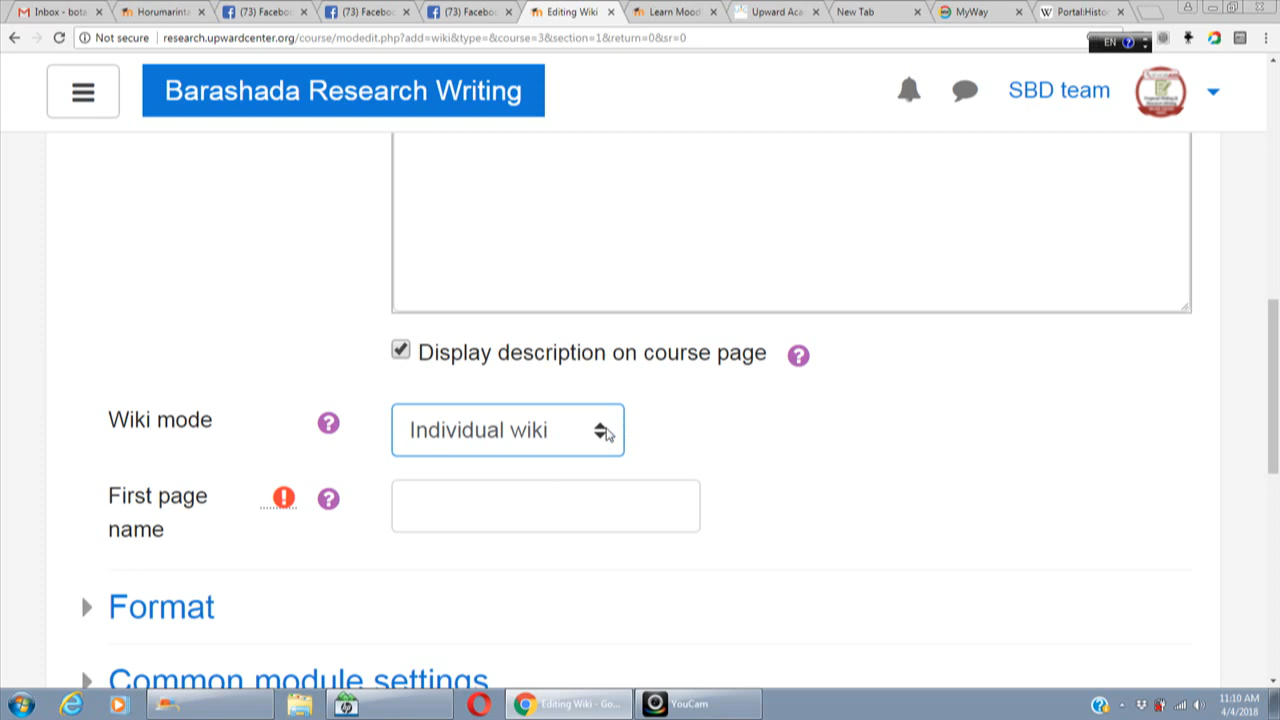 Inbox - bota
Horumarinta
(73) Facebo
(73) Facebo
(73) Facebo
Editing Wiki
Learn Mood
Upward Aca
New Tab
MyWay
Portal:Histo
Not secure
research.upwardcenter.org/course/modedit.php?add=wiki&type=&course=3&section=1&return=0&sr=0
EN
Barashada Research Writing
SBD team
Display description on course page
Wiki mode
Individual wiki
First page
name
Format
Common module settings
Editing Wiki - Go...
YouCam
11:10 AM
4/4/2018